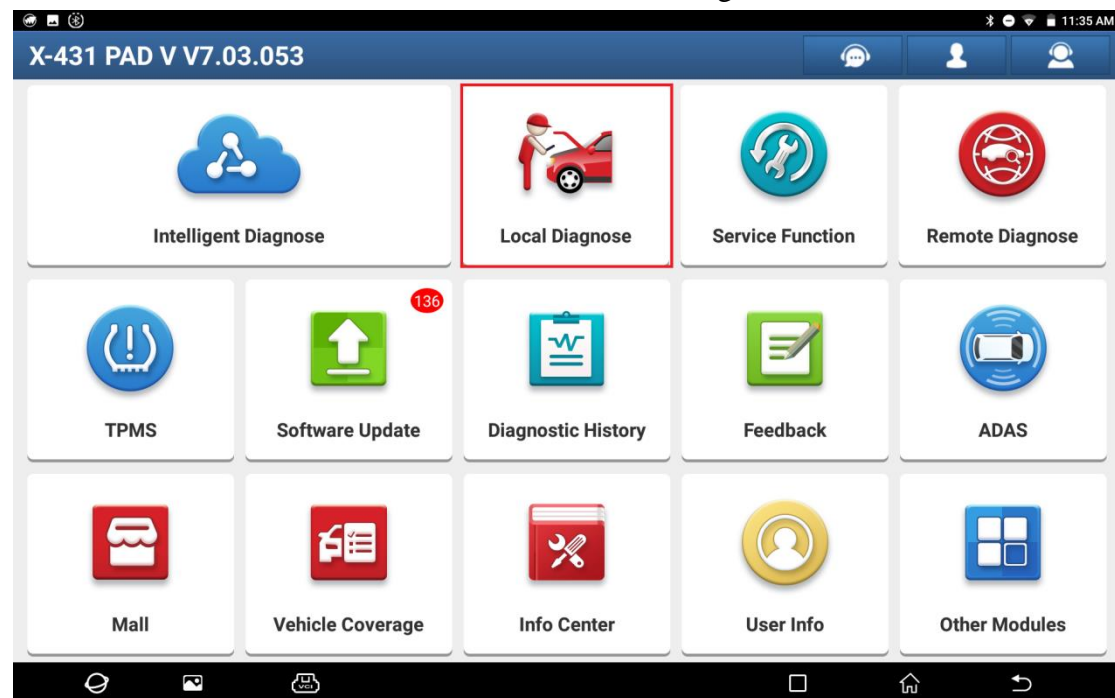 11:35 AM
X-431 PAD V V7.03.053
Intelligent Diagnose
Local Diagnose
Service Function
Remote Diagnose
136
TPMS
Software Update
Diagnostic History
Feedback
ADAS
Mall
Vehicle Coverage
Info Center
User Info
Other Modules
VCI